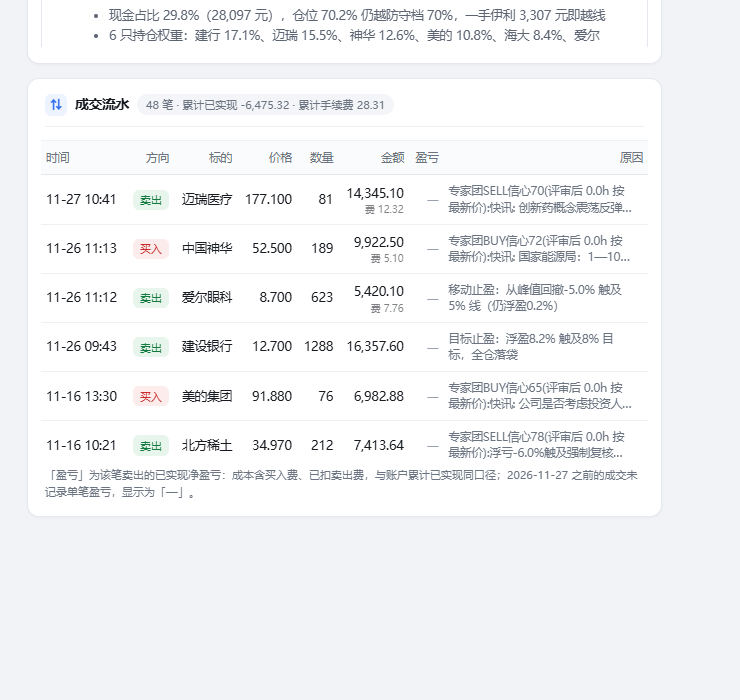 现金占比 29.8%（28,097 元），仓位 70.2% 仍越防守档 70%，一手伊利 3,307 元即越线
6 只持仓权重：建行 17.1%、迈瑞 15.5%、神华 12.6%、美的 10.8%、海大 8.4%、爱尔
成交流水 48 笔 · 累计已实现 -6,475.32 · 累计手续费 28.31
时间 方向 标的 价格 数量 金额 盈亏 原因
11-27 10:41 卖出 迈瑞医疗 177.100 81 14,345.10 — 专家团SELL信心70(评审后 0.0h 按
费 12.32 最新价):快讯: 创新药概念震荡反弹...
11-26 11:13 买入 中国神华 52.500 189 9,922.50 — 专家团BUY信心72(评审后 0.0h 按
费 5.10 最新价):快讯: 国家能源局：1—10...
11-26 11:12 卖出 爱尔眼科 8.700 623 5,420.10 — 移动止盈：从峰值回撤-5.0% 触及
费 7.76 5% 线（仍浮盈0.2%）
11-26 09:43 卖出 建设银行 12.700 1288 16,357.60 — 目标止盈：浮盈8.2% 触及8% 目
标，全仓落袋
11-16 13:30 买入 美的集团 91.880 76 6,982.88 — 专家团BUY信心65(评审后 0.0h 按
最新价):快讯: 公司是否考虑投资人...
11-16 10:21 卖出 北方稀土 34.970 212 7,413.64 — 专家团SELL信心78(评审后 0.0h 按
最新价):浮亏-6.0%触及强制复核...
「盈亏」为该笔卖出的已实现净盈亏：成本含买入费、已扣卖出费，与账户累计已实现同口径；2026-11-27 之前的成交未
记录单笔盈亏，显示为「—」。